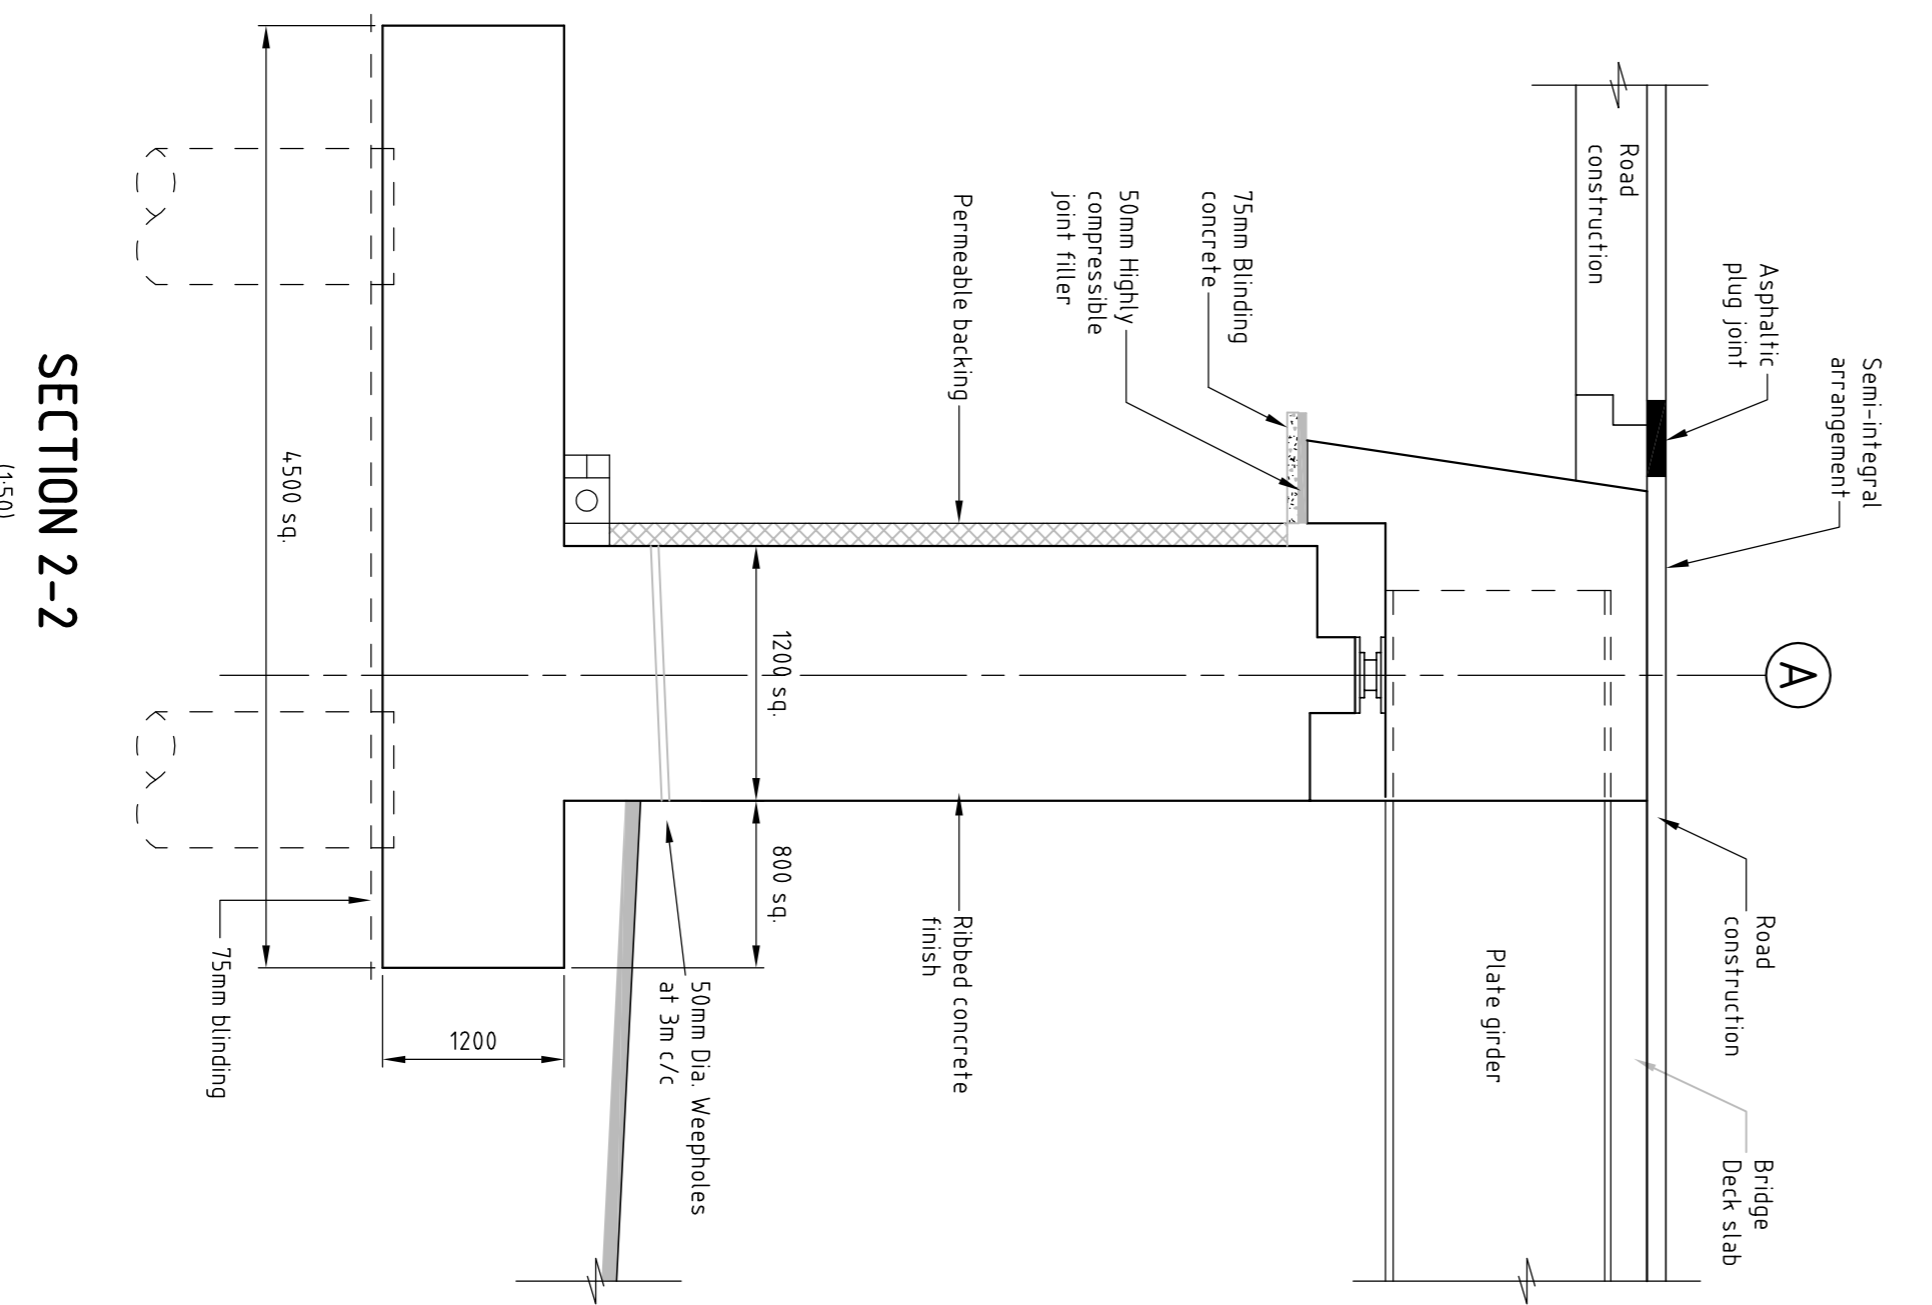 Semi-integral
arrangement
Asphaltic
plug joint
A
Road
construction
Road
construction
Bridge
Deck slab
Plate girder
75mm Blinding
concrete
50mm Highly
compressible
joint filler
Permeable backing
Ribbed concrete
finish
1200 sq.
800 sq.
50mm Dia. Weepholes
at 3m c/c
4500 sq.
1200
75mm blinding
SECTION 2-2
(1:50)